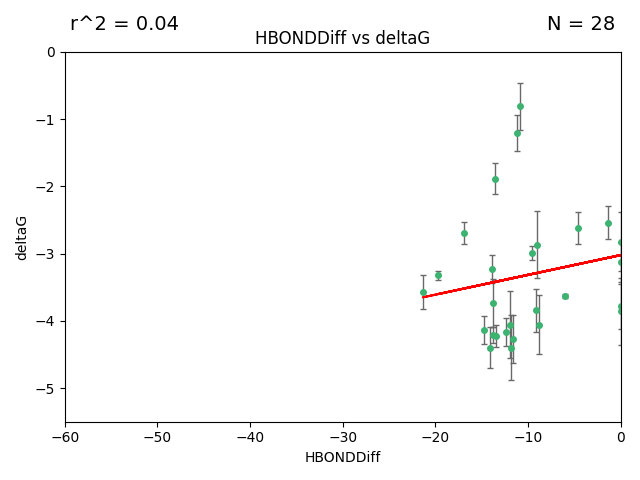 r^2 = 0.04
N = 28
HBONDDiff vs deltaG
0
−1
−2
−3
−4
−5
deltaG
−60
−50
−40
−30
−20
−10
0
HBONDDiff